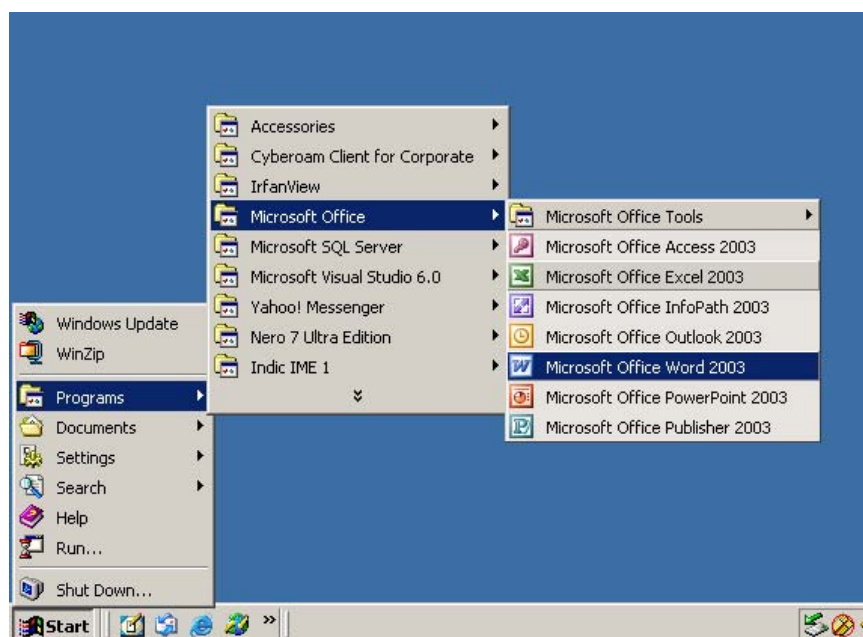 Accessories
Cyberoam Client for Corporate
IrfanView
Microsoft Office
Microsoft SQL Server
Microsoft Visual Studio 6.0
Yahoo! Messenger
Nero 7 Ultra Edition
Indic IME 1
Microsoft Office Tools
Microsoft Office Access 2003
Microsoft Office Excel 2003
Microsoft Office InfoPath 2003
Microsoft Office Outlook 2003
Microsoft Office Word 2003
Microsoft Office PowerPoint 2003
Microsoft Office Publisher 2003
Windows Update
WinZip
Programs
Documents
Settings
Search
Help
Run...
Shut Down...
Start